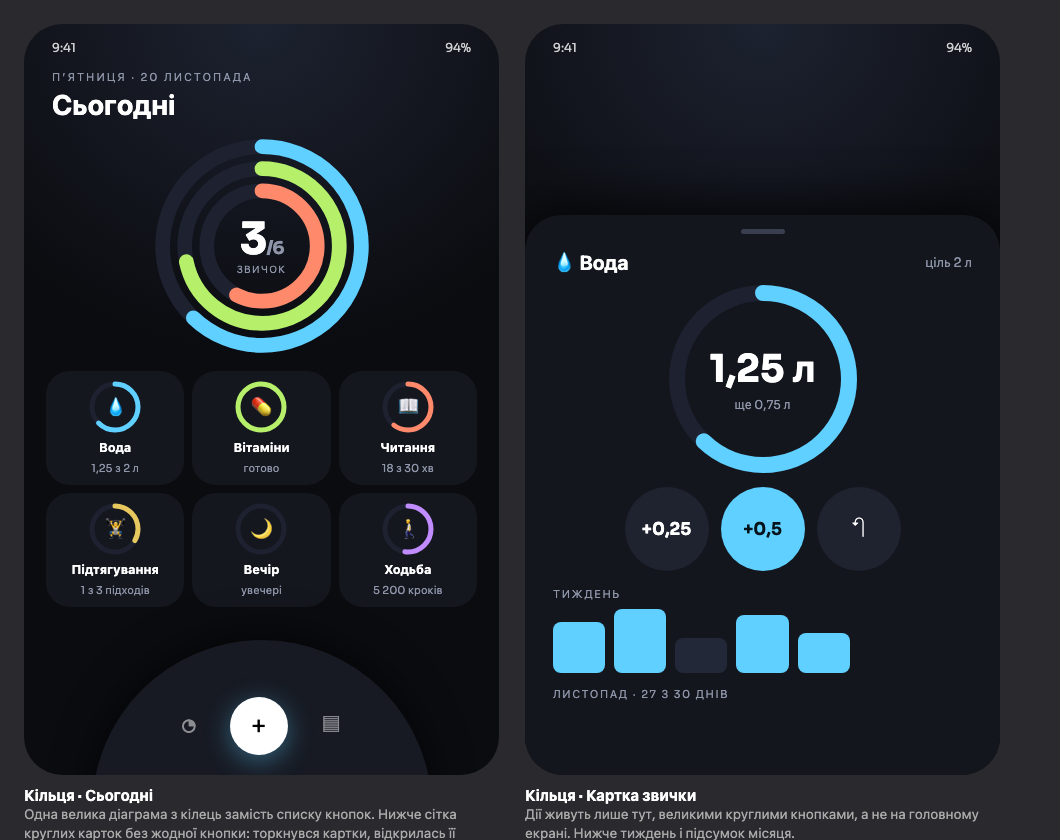 9:41
94%
П'ЯТНИЦЯ · 20 ЛИСТОПАДА
Сьогодні
3/6
ЗВИЧОК
Вода
1,25 з 2 л
Вітаміни
готово
Читання
18 з 30 хв
Підтягування
1 з 3 підходів
Вечір
увечері
Ходьба
5 200 кроків
+
Кільця · Сьогодні
Одна велика діаграма з кілець замість списку кнопок. Нижче сітка
круглих карток без жодної кнопки: торкнувся картки, відкрилась її
9:41
94%
Вода
ціль 2 л
1,25 л
ще 0,75 л
+0,25
+0,5
ТИЖДЕНЬ
ЛИСТОПАД · 27 З 30 ДНІВ
Кільця · Картка звички
Дії живуть лише тут, великими круглими кнопками, а не на головному
екрані. Нижче тиждень і підсумок місяця.